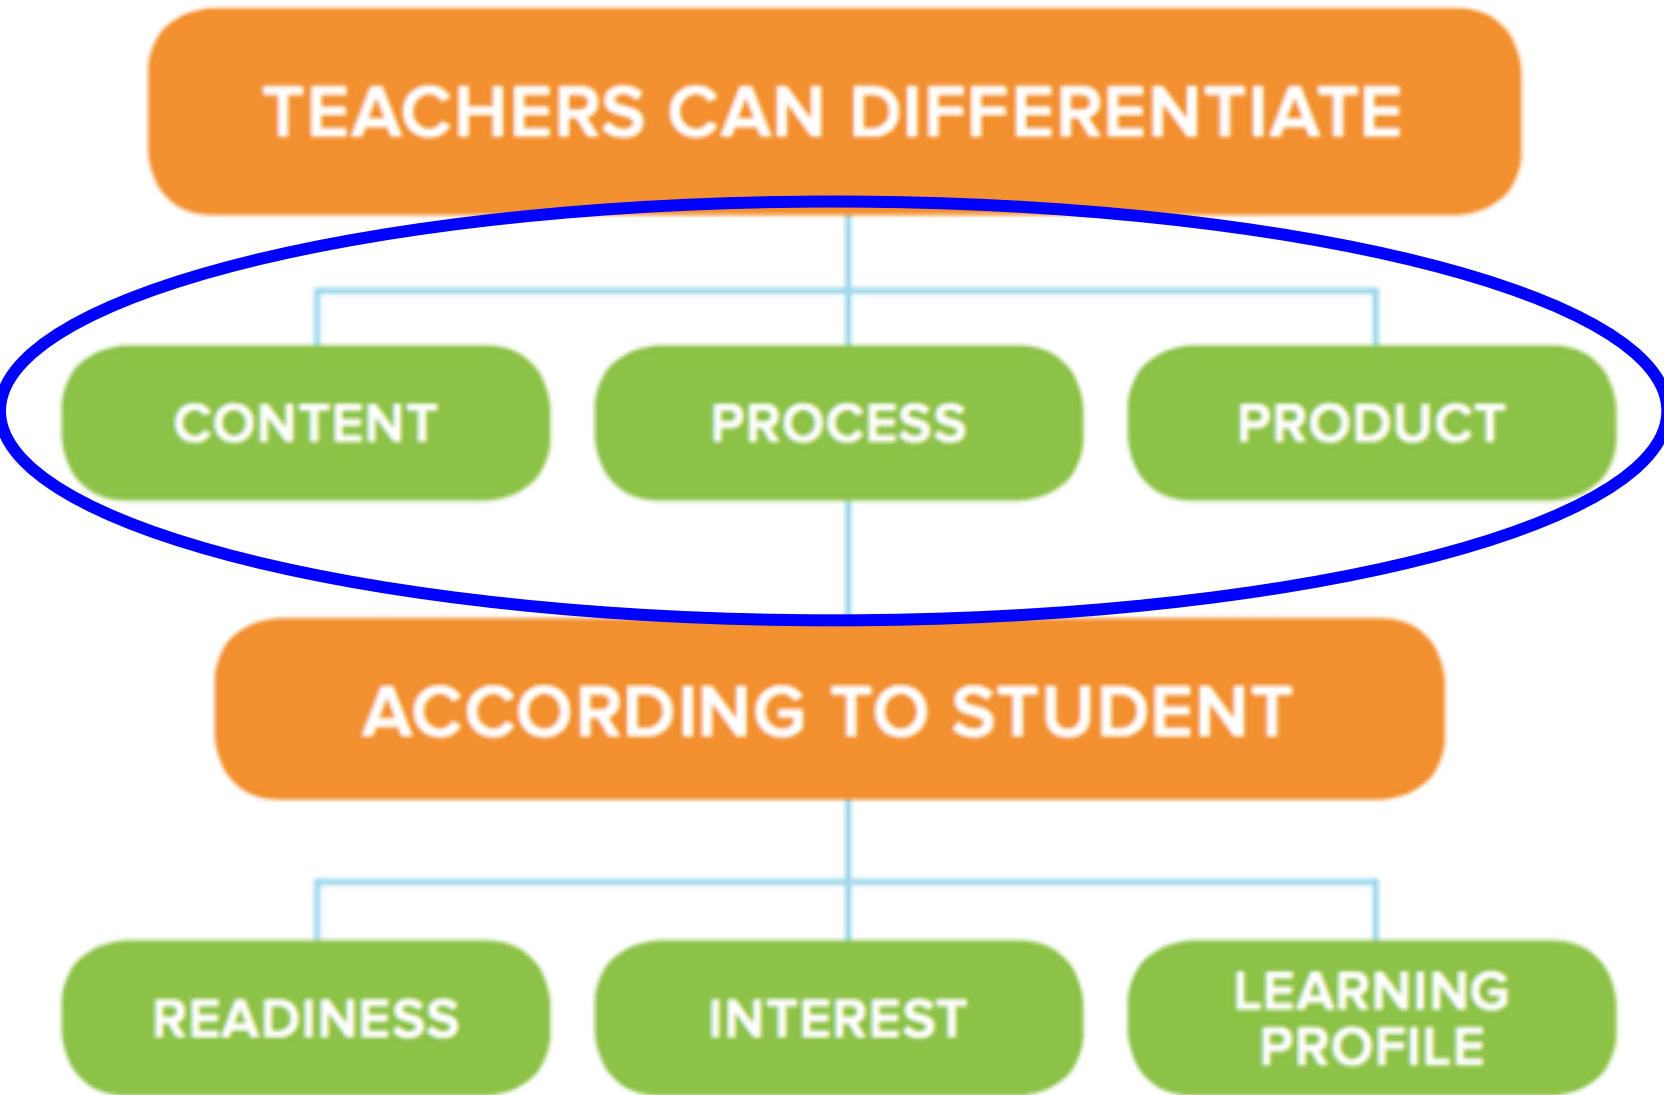 TEACHERS CAN DIFFERENTIATE
CONTENT
PROCESS
PRODUCT
ACCORDING TO STUDENT
READINESS
INTEREST
LEARNING
PROFILE